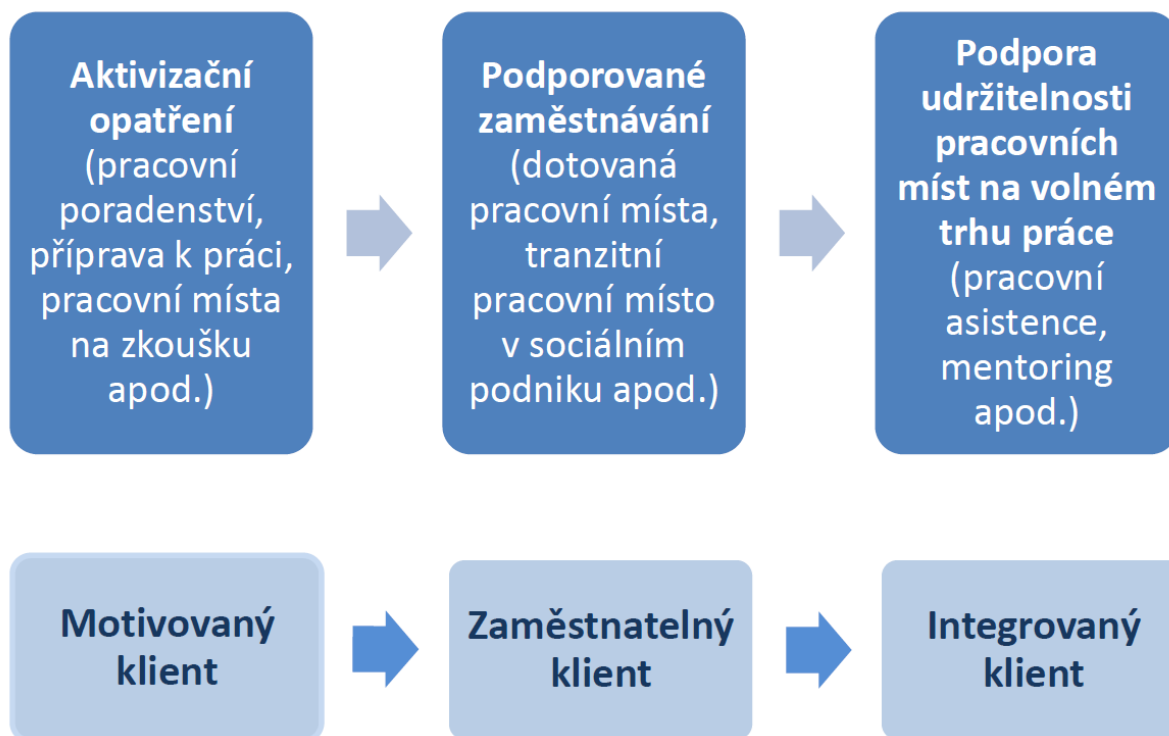 Aktivizační
opatření
(pracovní
poradenství,
příprava k práci,
pracovní místa
na zkoušku
apod.)
Podporované
zaměstnávání
(dotovaná
pracovní místa,
tranzitní
pracovní místo
v sociálním
podniku apod.)
Podpora
udržitelnosti
pracovních
míst na volném
trhu práce
(pracovní
asistence,
mentoring
apod.)
Motivovaný
klient
Zaměstnatelný
klient
Integrovaný
klient